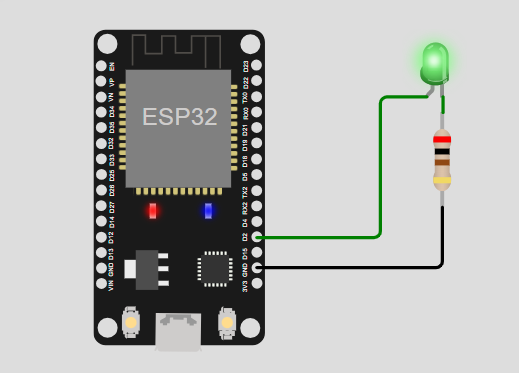 EN
VP
VN
D34
D35
D32
D33
D25
D26
D27
D14
D12
D13
GND
VIN
ESP32
D23
D22
TX0
RX0
D21
D19
D18
D5
TX2
RX2
D4
D2
D15
GND
3V3